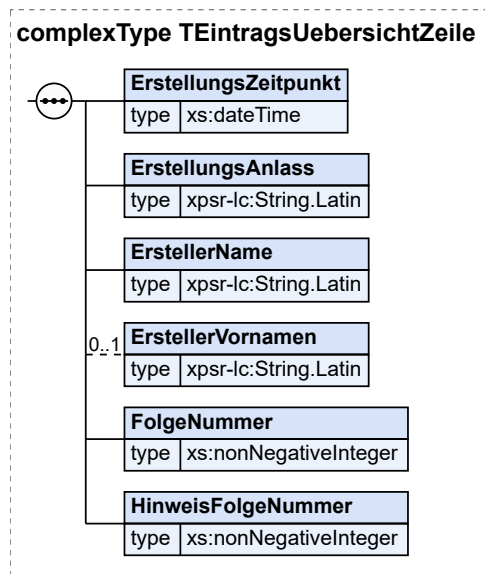 complexType TEintragsUebersichtZeile
ErstellungsZeitpunkt
type xs:dateTime
ErstellungsAnlass
type xpsr-lc:String.Latin
ErstellerName
type xpsr-lc:String.Latin
0..1 ErstellerVornamen
type xpsr-lc:String.Latin
FolgeNummer
type xs:nonNegativeInteger
HinweisFolgeNummer
type xs:nonNegativeInteger